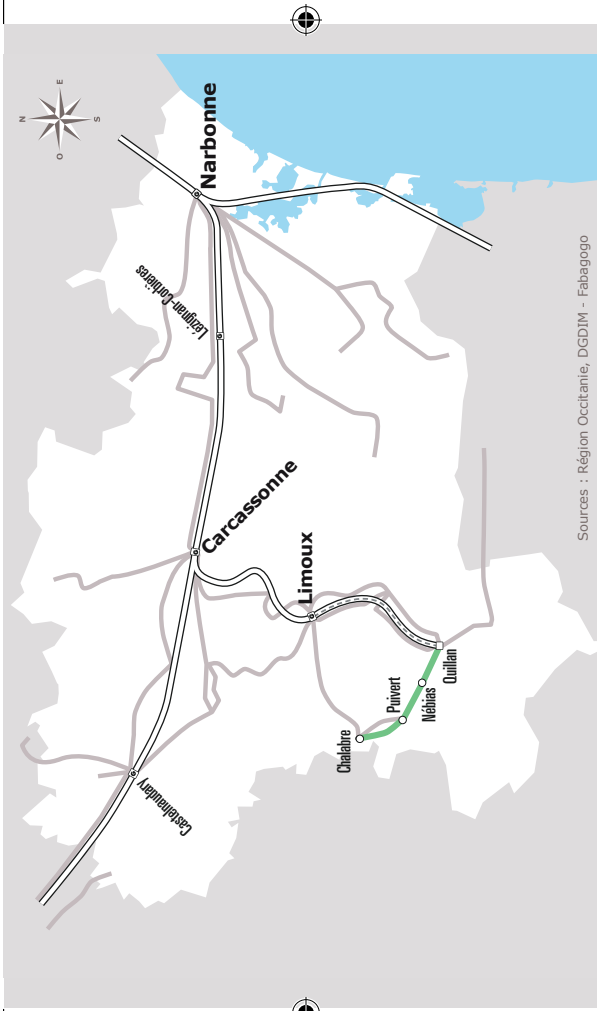 N
E
S
O
Narbonne
Lézignan-Corbières
Carcassonne
Limoux
Castelnaudary
Quillan
Nébias
Puivert
Chalabre
Sources : Région Occitanie, DGDIM - Fabagogo